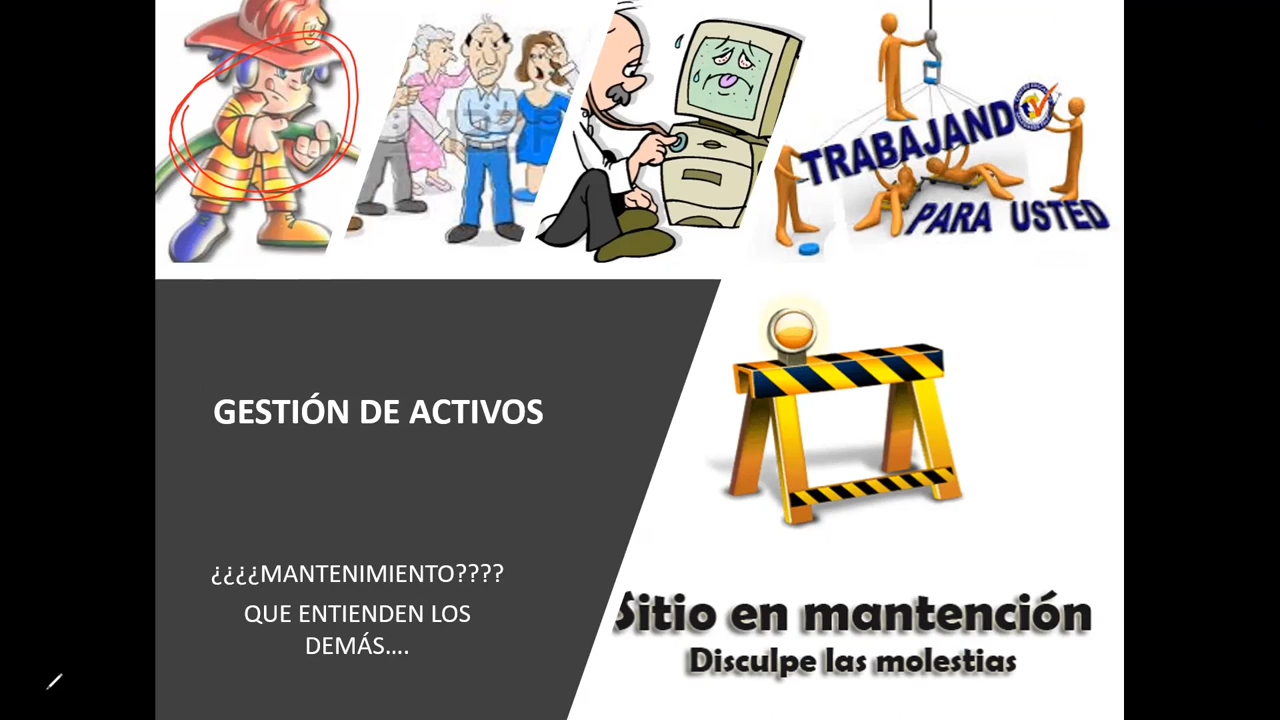 TRABAJANDO
PARA USTED
GESTIÓN DE ACTIVOS
¿¿¿¿MANTENIMIENTO????
QUE ENTIENDEN LOS
DEMÁS....
Sitio en mantención
Disculpe las molestias